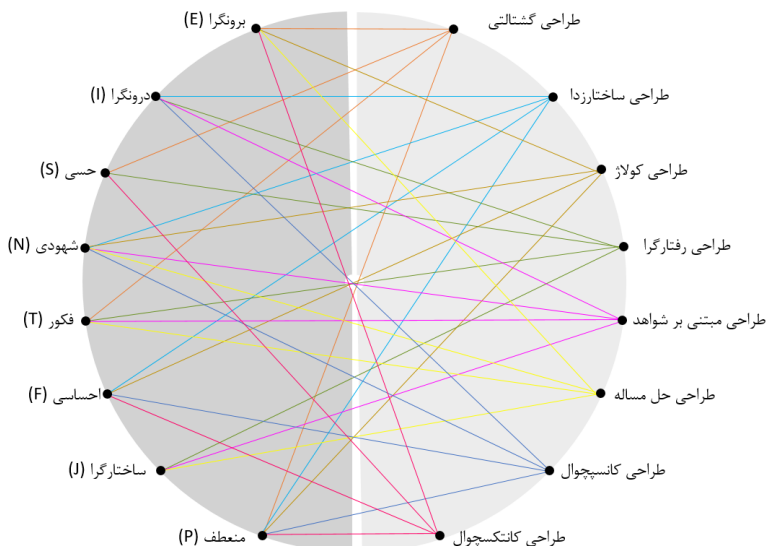 برونگرا (E)
درونگرا (I)
حسی (S)
شهودی (N)
فکور (T)
احساسی (F)
ساختارگرا (J)
منعطف (P)
طراحی گشتالتی
طراحی ساختارزدا
طراحی کولاژ
طراحی رفتارگرا
طراحی مبتنی بر شواهد
طراحی حل مساله
طراحی کانسپچوال
طراحی کانتکسچوال